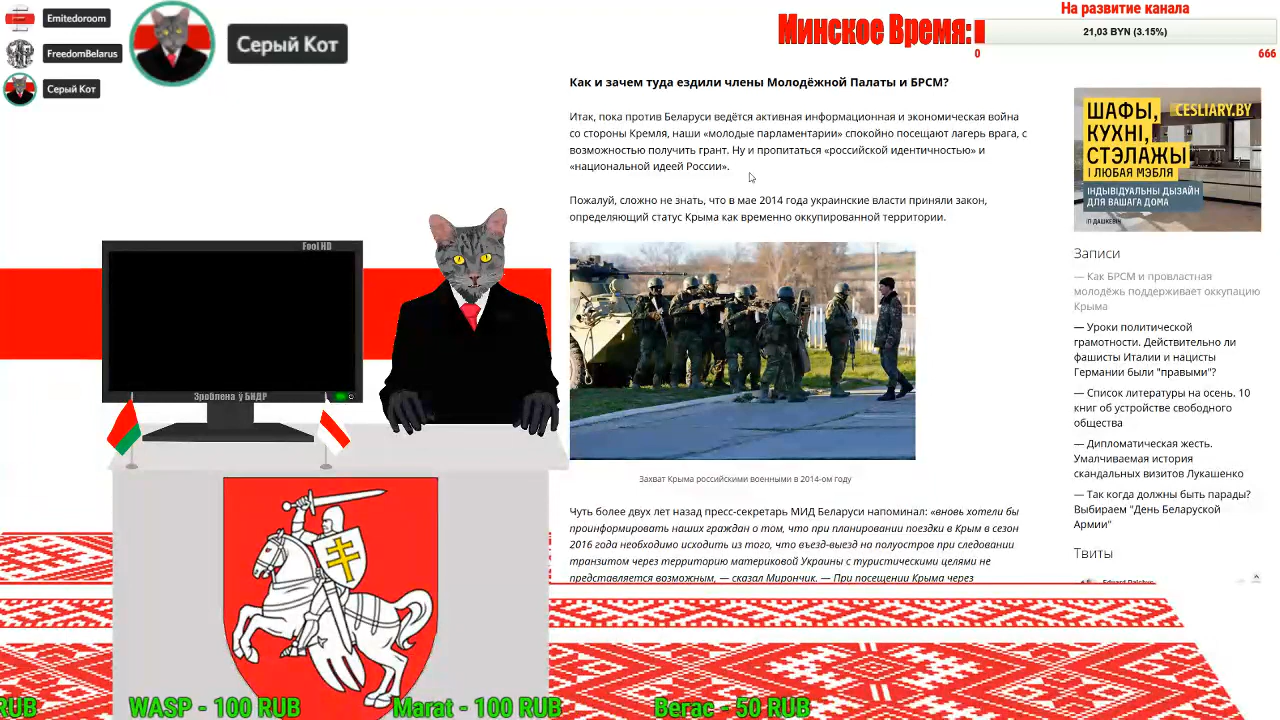 Emitedoroom
FreedomBelarus
Серый Кот
Серый Кот
Минское Время:
На развитие канала
21,03 BYN (3.15%)
0
666
Как и зачем туда ездили члены Молодёжной Палаты и БРСМ?
Итак, пока против Беларуси ведётся активная информационная и экономическая война
со стороны Кремля, наши «молодые парламентарии» спокойно посещают лагерь врага, с
возможностью получить грант. Ну и пропитаться «российской идентичностью» и
«национальной идеей России».
Пожалуй, сложно не знать, что в мае 2014 года украинские власти приняли закон,
определяющий статус Крыма как временно оккупированной территории.
Захват Крыма российскими военными в 2014-ом году
Чуть более двух лет назад пресс-секретарь МИД Беларуси напоминал: «вновь хотели бы
проинформировать наших граждан о том, что при планировании поездки в Крым в сезон
2016 года необходимо исходить из того, что въезд-выезд на полуостров при следовании
транзитом через территорию материковой Украины с туристическими целями не
представляется возможным, — сказал Мирончик. — При посещении Крыма через
ШАФЫ,
КУХНІ,
СТЭЛАЖЫ
І ЛЮБАЯ МЭБЛЯ
CESLIARY.BY
ІНДЫВІДУАЛЬНЫ ДЫЗАЙН
ДЛЯ ВАШАГА ДОМА
ІП ДАШКЕВІЧ
Записи
— Как БРСМ и провластная
молодёжь поддерживает оккупацию
Крыма
— Уроки политической
грамотности. Действительно ли
фашисты Италии и нацисты
Германии были "правыми"?
— Список литературы на осень. 10
книг об устройстве свободного
общества
— Дипломатическая жесть.
Умалчиваемая история
скандальных визитов Лукашенко
— Так когда должны быть парады?
Выбираем "День Беларуской
Армии"
Твиты
Fool HD
Зроблена ў БНДР
RUB
WASP - 100 RUB
Marat - 100 RUB
Вегас - 50 RUB